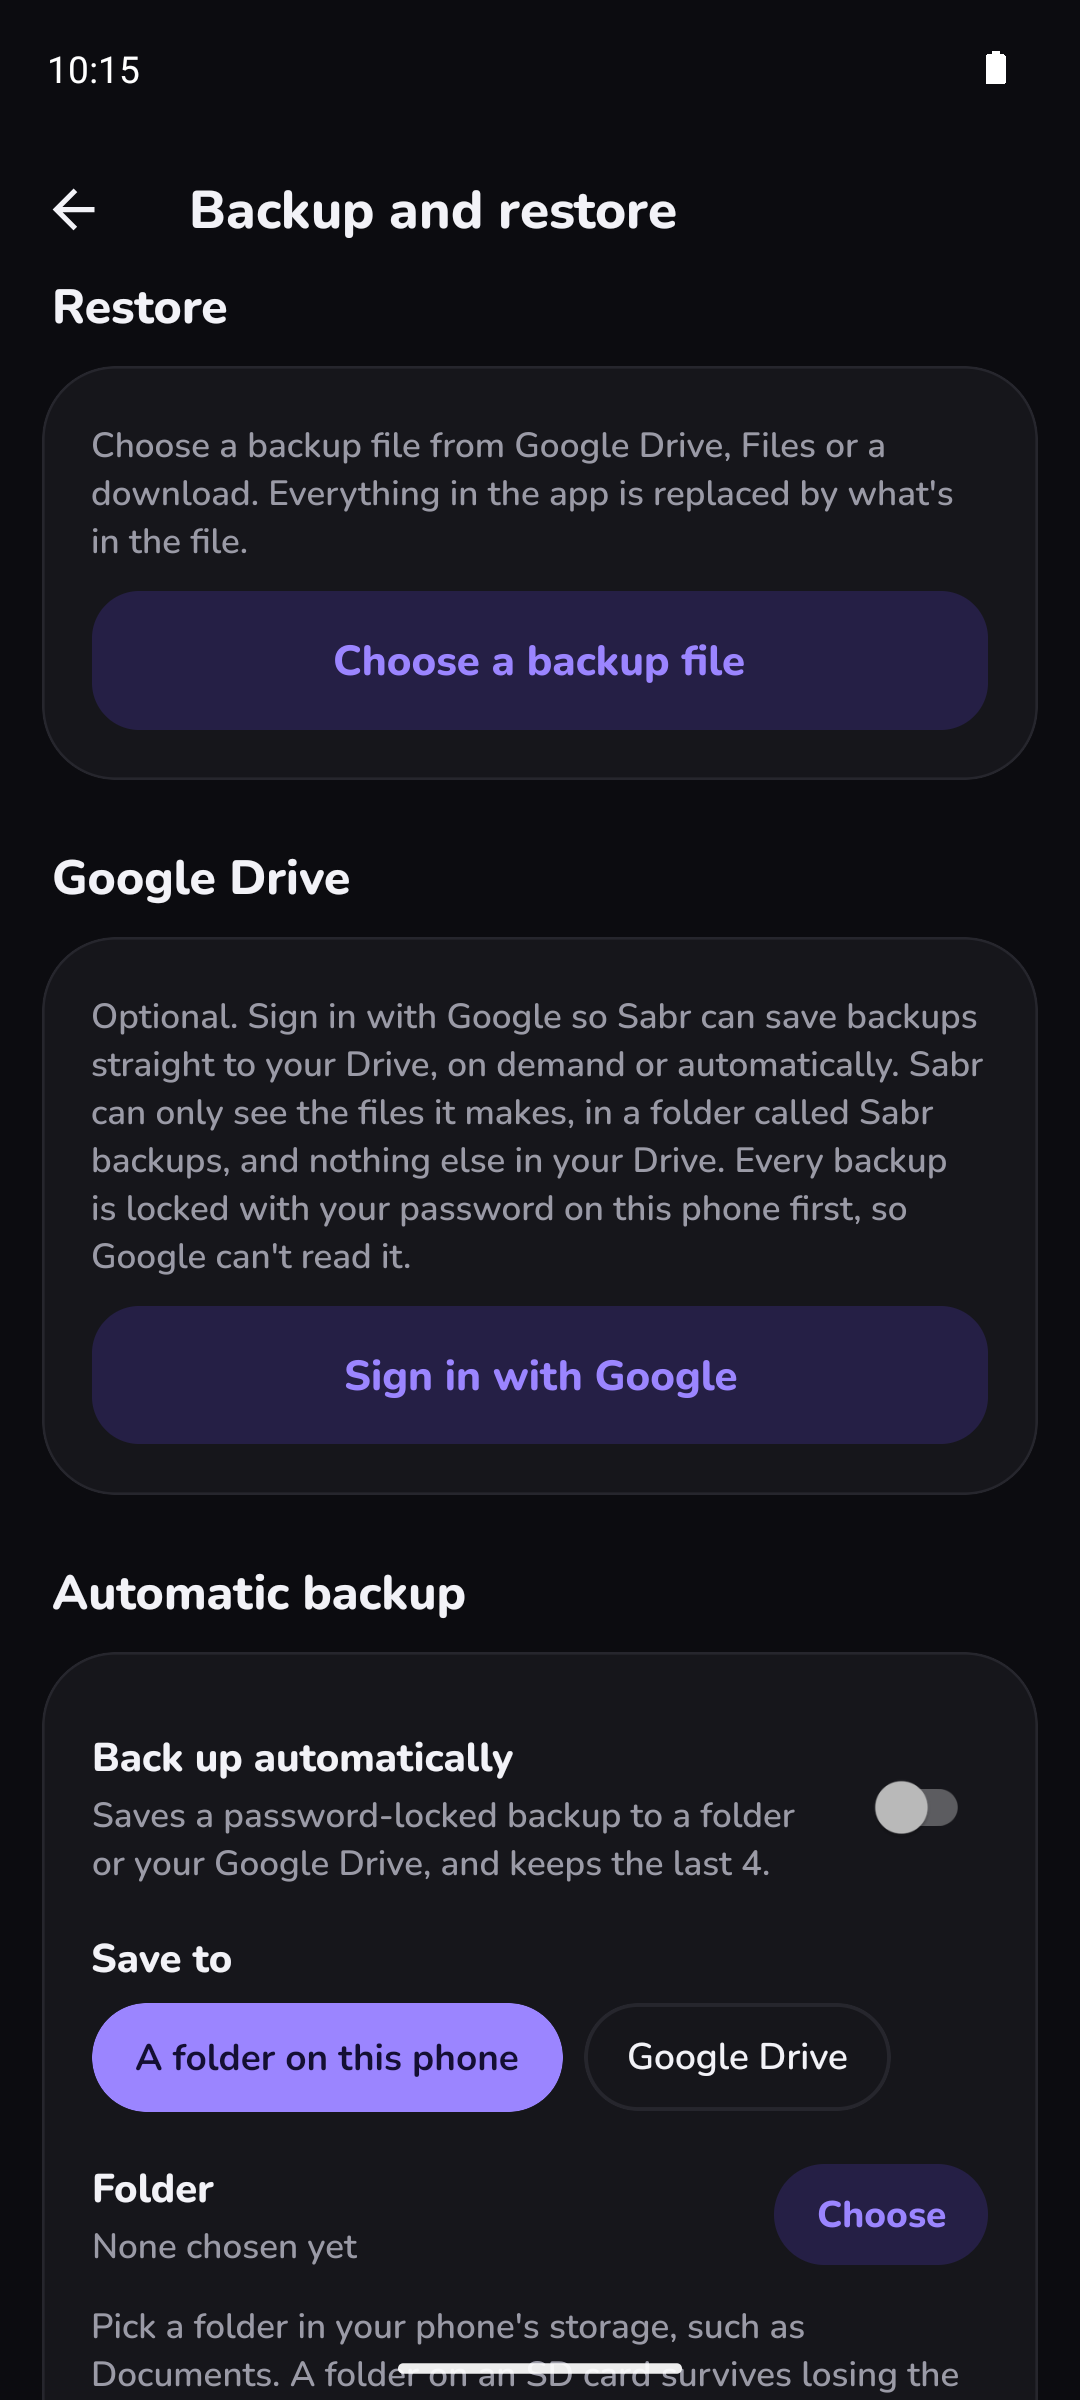 10:15
Backup and restore
Restore
Choose a backup file from Google Drive, Files or a
download. Everything in the app is replaced by what's
in the file.
Choose a backup file
Google Drive
Optional. Sign in with Google so Sabr can save backups
straight to your Drive, on demand or automatically. Sabr
can only see the files it makes, in a folder called Sabr
backups, and nothing else in your Drive. Every backup
is locked with your password on this phone first, so
Google can't read it.
Sign in with Google
Automatic backup
Back up automatically
Saves a password-locked backup to a folder
or your Google Drive, and keeps the last 4.
Save to
A folder on this phone
Google Drive
Folder
None chosen yet
Choose
Pick a folder in your phone's storage, such as
Documents. A folder on an SD card survives losing the